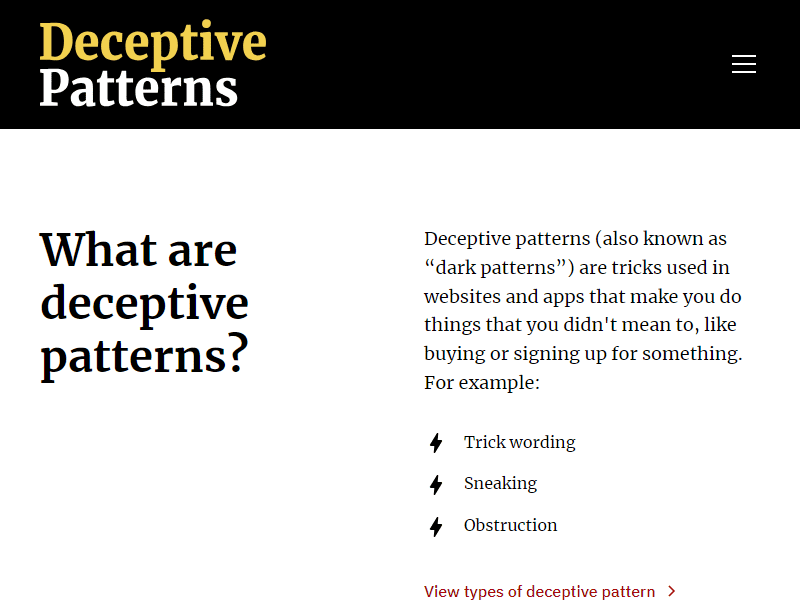 Deceptive
Patterns
What are
deceptive
patterns?
Deceptive patterns (also known as
“dark patterns”) are tricks used in
websites and apps that make you do
things that you didn't mean to, like
buying or signing up for something.
For example:
Trick wording
Sneaking
Obstruction
View types of deceptive pattern